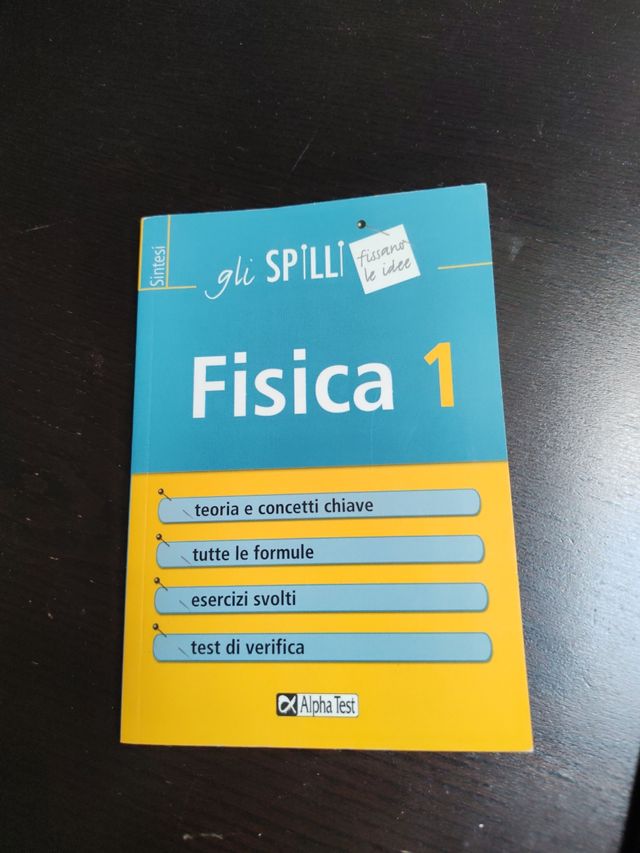 Sintesi
gli SPILLI
fissano
le idee
Fisica 1
teoria e concetti chiave
tutte le formule
esercizi svolti
test di verifica
α Alpha Test